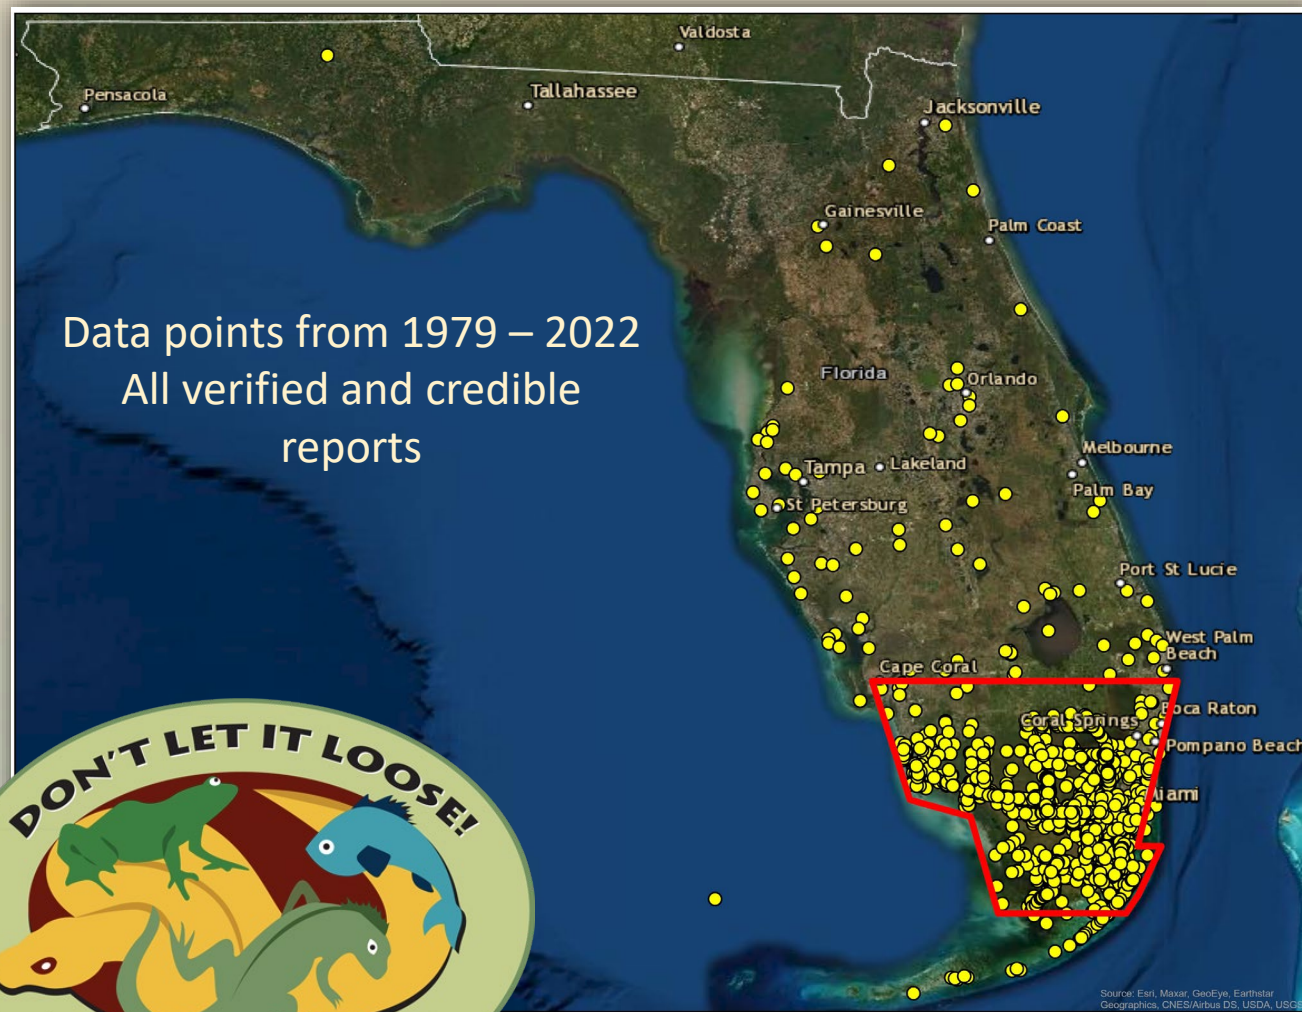 Valdosta
Pensacola
Tallahassee
Jacksonville
Gainesville
Palm Coast
Data points from 1979 – 2022
All verified and credible
reports
Florida
Orlando
Melbourne
Tampa
Lakeland
Palm Bay
St Petersburg
Port St Lucie
West Palm
Beach
Cape Coral
Boca Raton
Coral Springs
Pompano Beach
Miami
DON'T LET IT LOOSE!
Source: Esri, Maxar, GeoEye, Earthstar
Geographics, CNES/Airbus DS, USDA, USGS